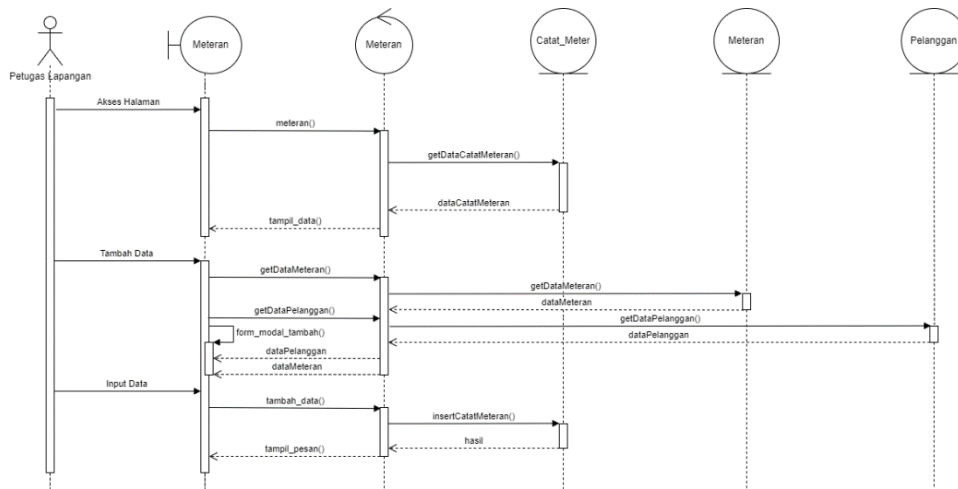 Meteran
Meteran
Catat_Meter
Meteran
Pelanggan
Petugas Lapangan
Akses Halaman
meteran()
getDataCatatMeteran()
dataCatatMeteran
tampil_data()
Tambah Data
getDataMeteran()
getDataMeteran()
dataMeteran
getDataPelanggan()
getDataPelanggan()
form_modal_tambah()
dataPelanggan
dataPelanggan
dataMeteran
Input Data
tambah_data()
insertCatatMeteran()
hasil
tampil_pesan()